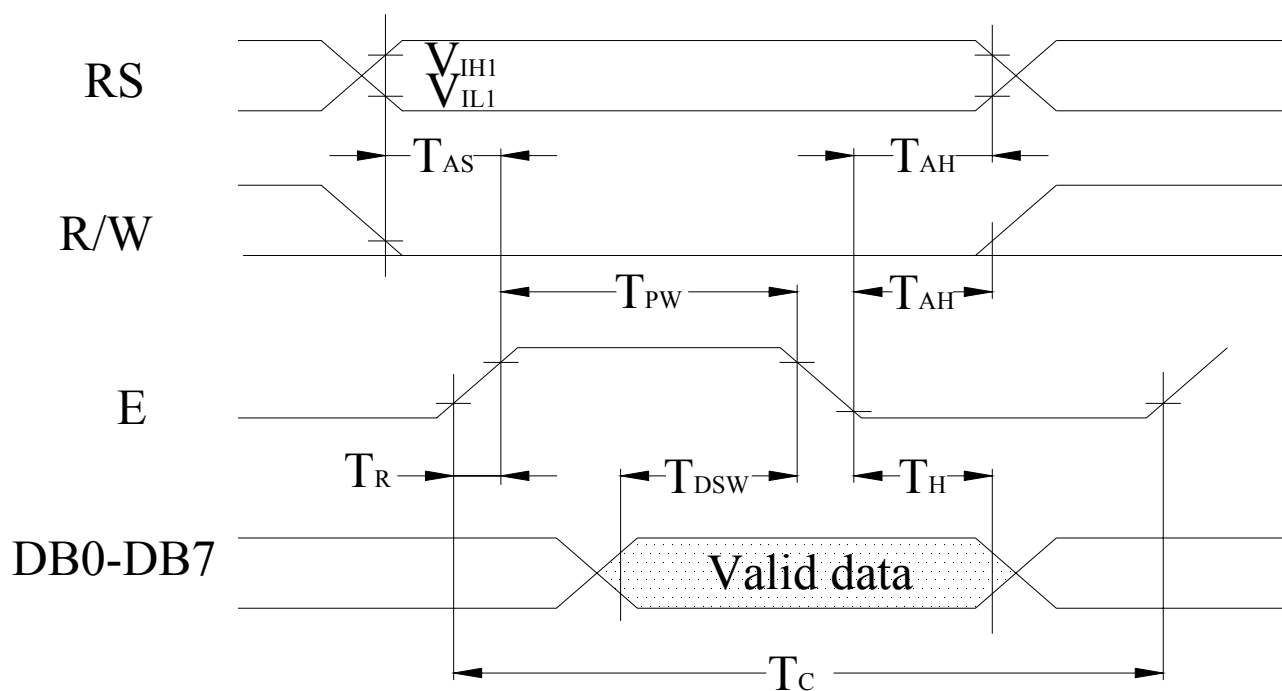 RS
VIH1
VIL1
TAS
TAH
R/W
TPW
TAH
E
TR
TDSW
TH
DB0-DB7
Valid data
TC